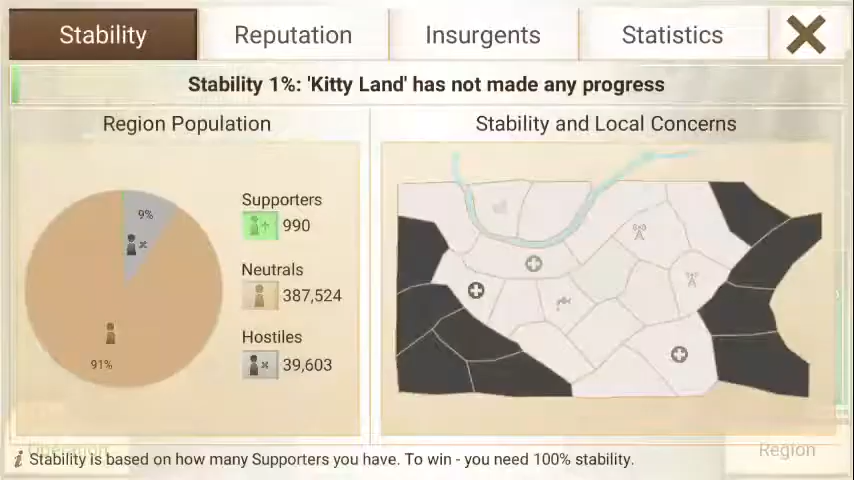 Stability
Reputation
Insurgents
Statistics
Stability 1%: 'Kitty Land' has not made any progress
Region Population
Stability and Local Concerns
9%
91%
Supporters
990
Neutrals
387,524
Hostiles
39,603
Operation
Region
Stability is based on how many Supporters you have. To win - you need 100% stability.